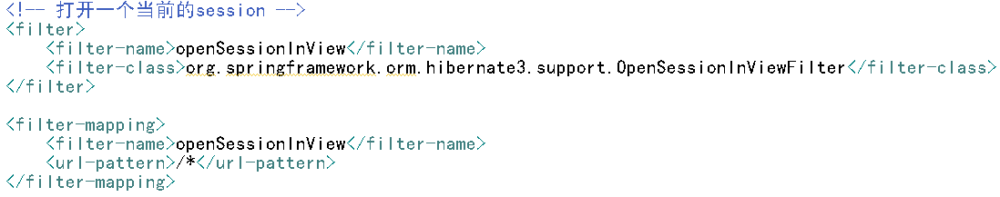 <!-- 打开一个当前的session -->
<filter>
    <filter-name>openSessionInView</filter-name>
    <filter-class>org.springframework.orm.hibernate3.support.OpenSessionInViewFilter</filter-class>
</filter>

<filter-mapping>
    <filter-name>openSessionInView</filter-name>
    <url-pattern>/*</url-pattern>
</filter-mapping>